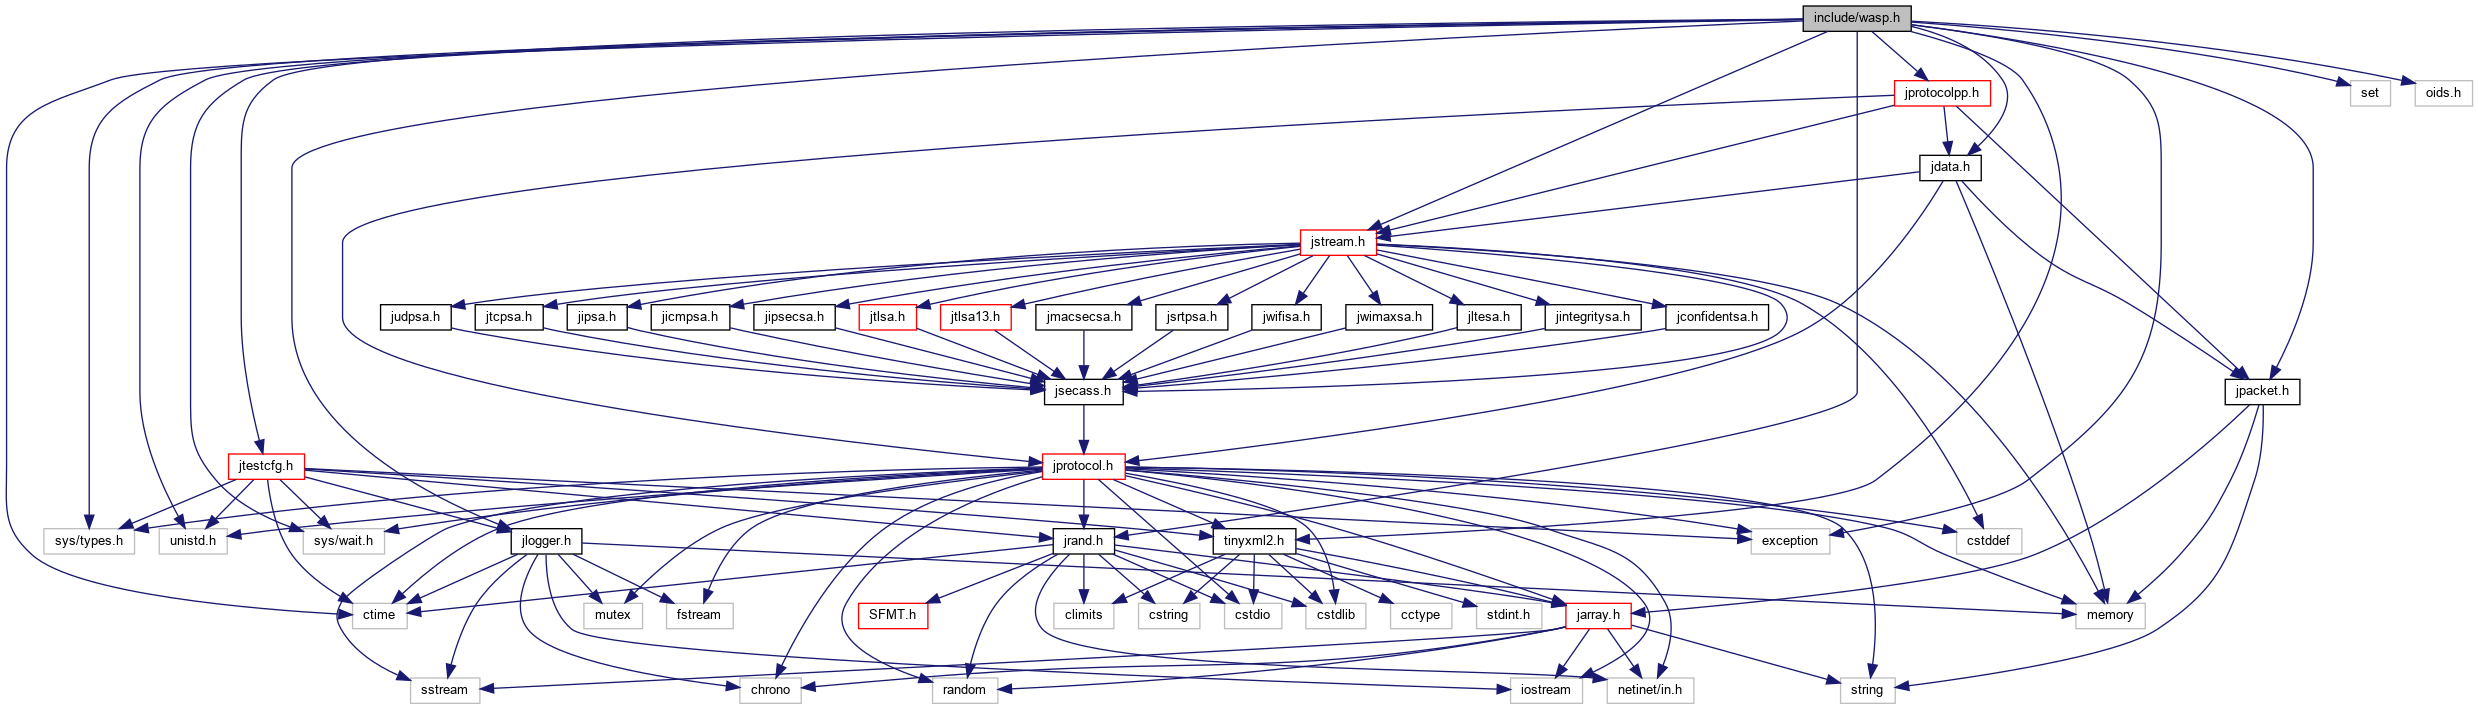 include/wasp.h
jprotocolpp.h
set
oids.h
jdata.h
jstream.h
judpsa.h
jtcpsa.h
jipsa.h
jicmpsa.h
jipsecsa.h
jtlsa.h
jtlsa13.h
jmacsecsa.h
jsrtpsa.h
jwifisa.h
jwimaxsa.h
jltesa.h
jintegritysa.h
jconfidentsa.h
jsecass.h
jpacket.h
jtestcfg.h
jprotocol.h
sys/types.h
unistd.h
sys/wait.h
jlogger.h
jrand.h
tinyxml2.h
exception
cstddef
ctime
mutex
fstream
SFMT.h
climits
cstring
cstdio
cstdlib
cctype
stdint.h
jarray.h
memory
sstream
chrono
random
iostream
netinet/in.h
string